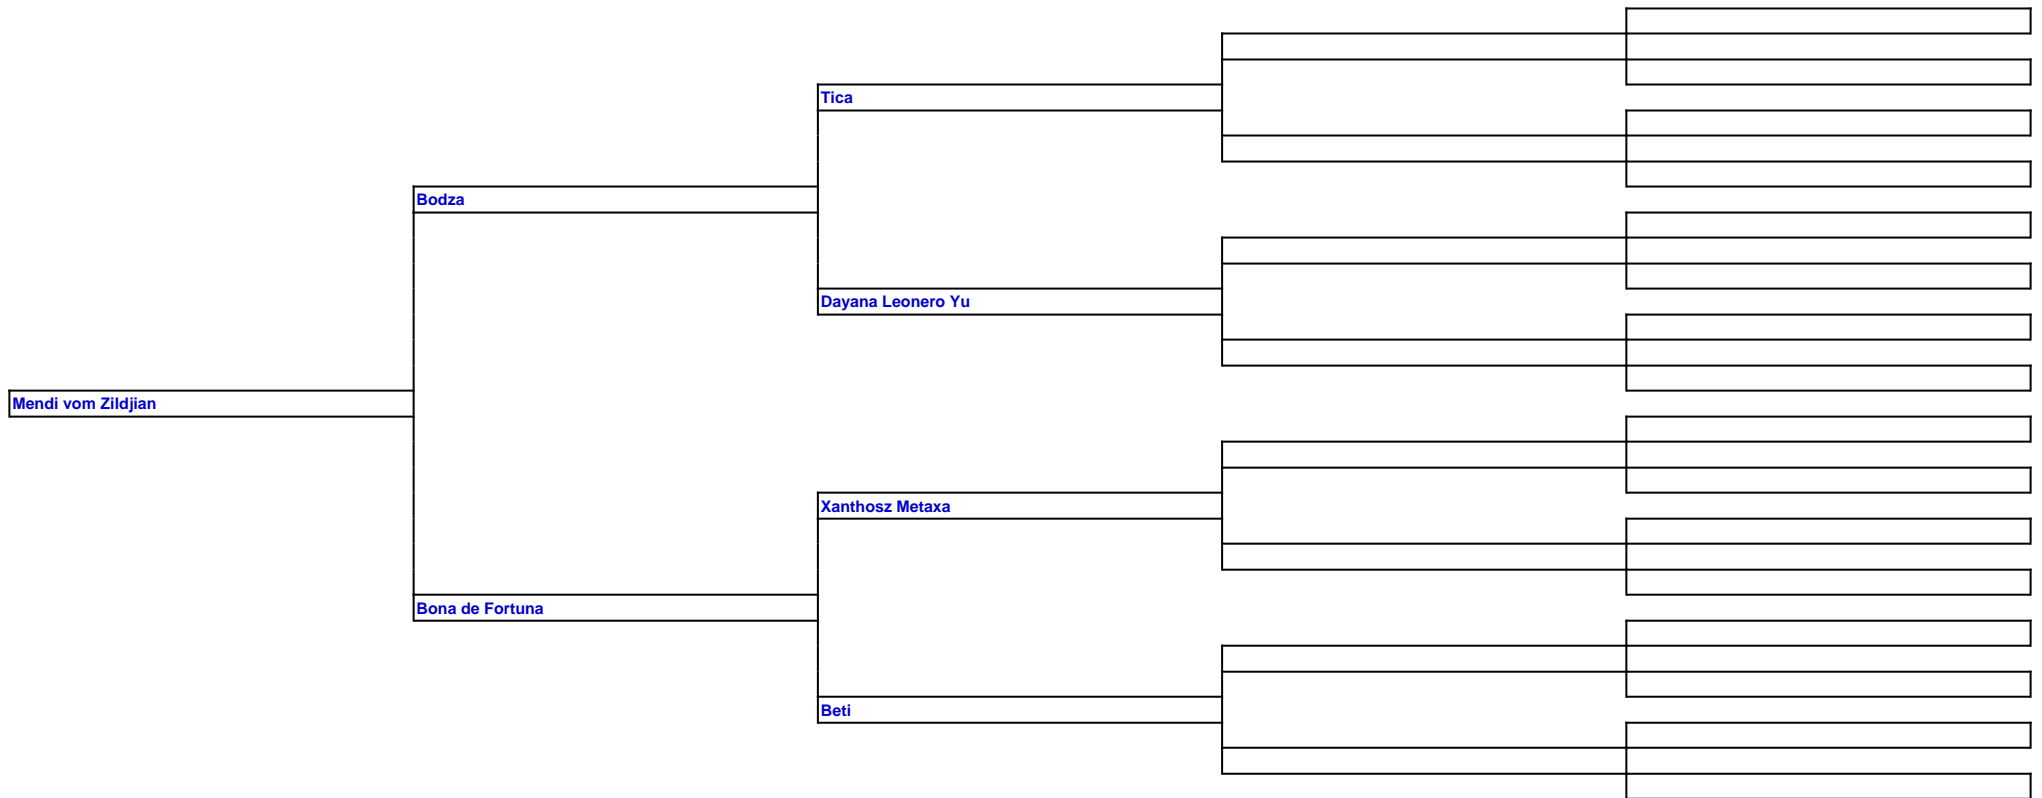 Tica
Bodza
Dayana Leonero Yu
Mendi vom Zildjian
Xanthosz Metaxa
Bona de Fortuna
Beti